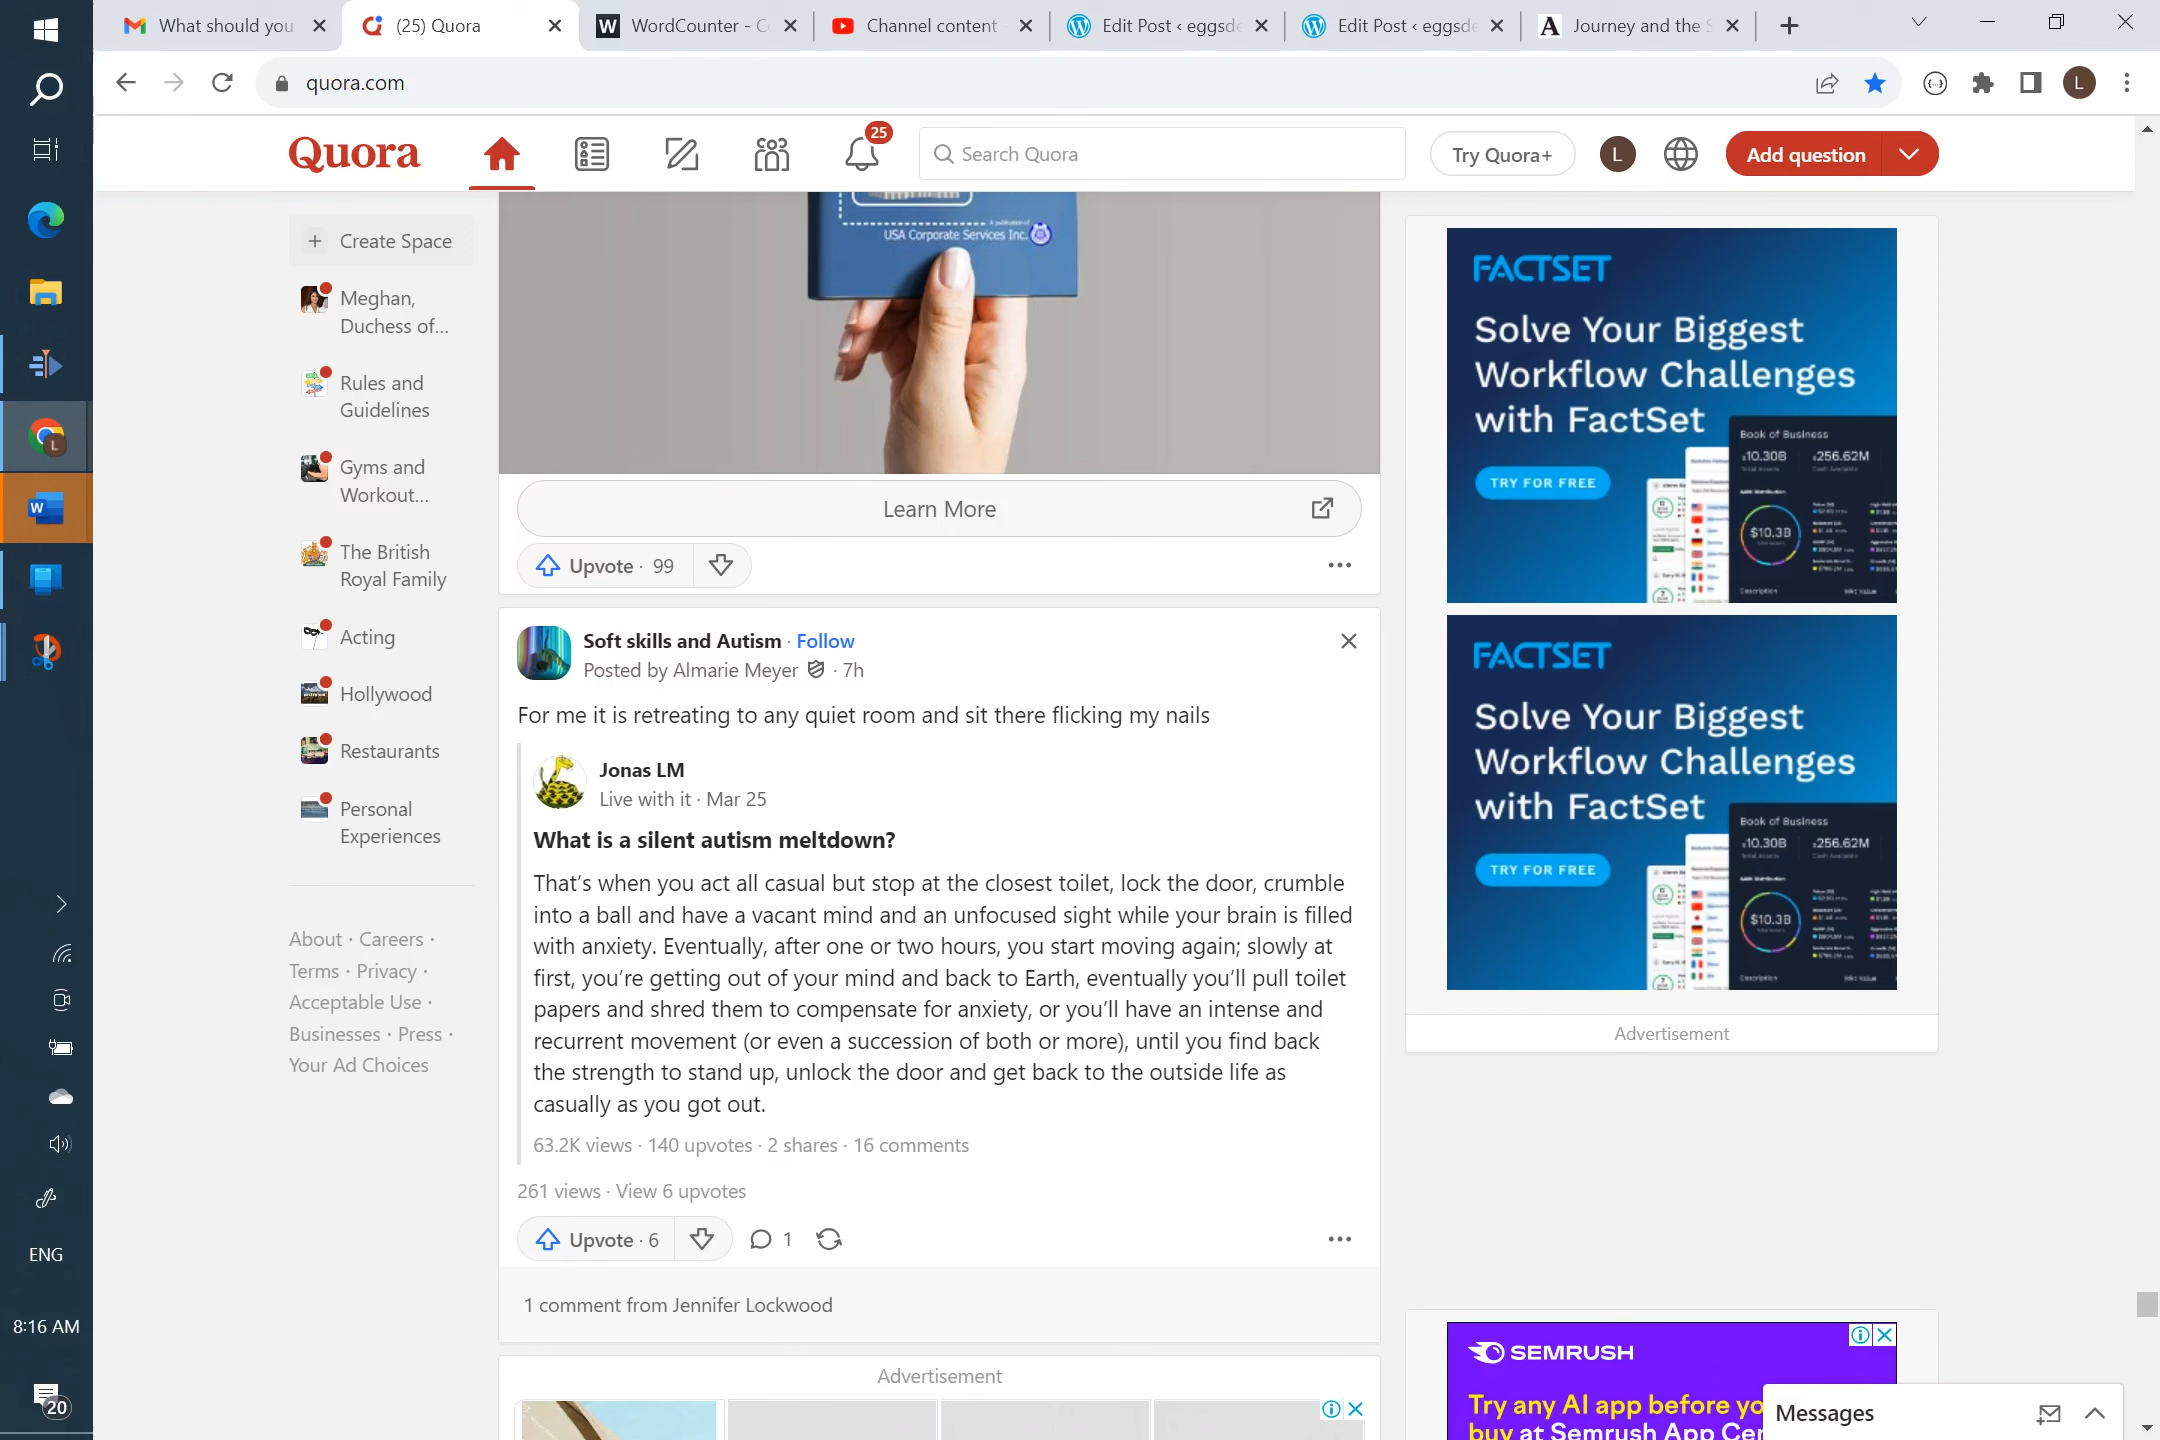 What should you
(25) Quora
WordCounter - Co
Channel content
Edit Post ‹ eggsde
Edit Post ‹ eggsde
Journey and the S
quora.com
L
Quora
25
Search Quora
Try Quora+
L
Add question
Create Space
Meghan,
Duchess of...
Rules and
Guidelines
Gyms and
Workout...
The British
Royal Family
Acting
Hollywood
Restaurants
Personal
Experiences
About · Careers ·
Terms · Privacy ·
Acceptable Use ·
Businesses · Press ·
Your Ad Choices
A publication of
USA Corporate Services Inc.
Learn More
Upvote · 99
Soft skills and Autism · Follow
Posted by Almarie Meyer · 7h
For me it is retreating to any quiet room and sit there flicking my nails
Jonas LM
Live with it · Mar 25
What is a silent autism meltdown?
That’s when you act all casual but stop at the closest toilet, lock the door, crumble
into a ball and have a vacant mind and an unfocused sight while your brain is filled
with anxiety. Eventually, after one or two hours, you start moving again; slowly at
first, you’re getting out of your mind and back to Earth, eventually you’ll pull toilet
papers and shred them to compensate for anxiety, or you’ll have an intense and
recurrent movement (or even a succession of both or more), until you find back
the strength to stand up, unlock the door and get back to the outside life as
casually as you got out.
63.2K views · 140 upvotes · 2 shares · 16 comments
261 views · View 6 upvotes
Upvote · 6
1
1 comment from Jennifer Lockwood
Advertisement
FACTSET
Solve Your Biggest
Workflow Challenges
with FactSet
TRY FOR FREE
Book of Business
10.30B
256.62M
$10.3B
Description
FACTSET
Solve Your Biggest
Workflow Challenges
with FactSet
TRY FOR FREE
Book of Business
10.30B
256.62M
$10.3B
Description
Advertisement
SEMRUSH
Try any AI app before yo
buy at Semrush App Cen
Messages
L
W
ENG
8:16 AM
20